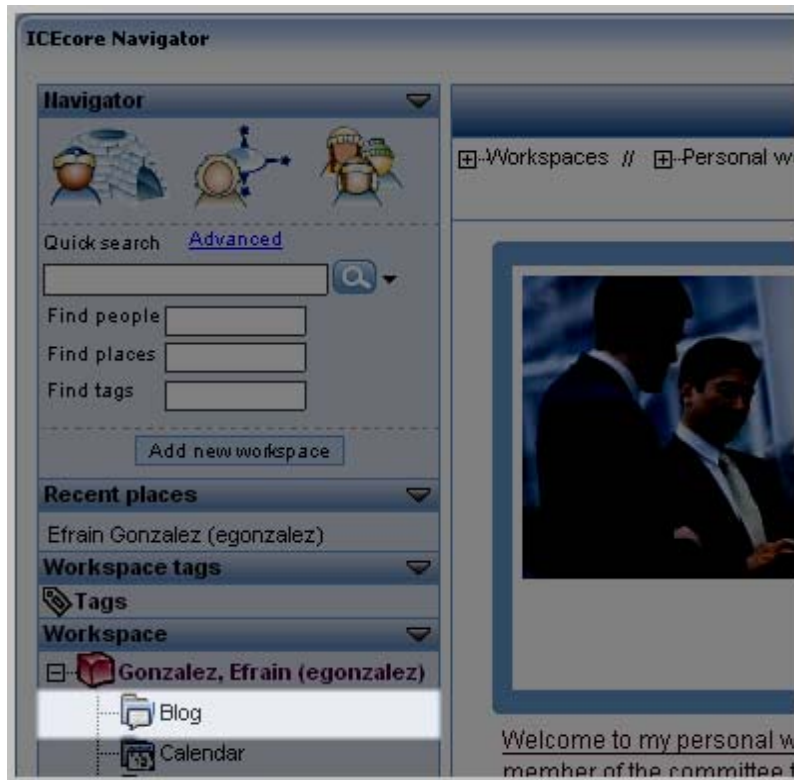 ICEcore Navigator
Navigator
Quick search Advanced
Find people
Find places
Find tags
Add new workspace
Recent places
Efrain Gonzalez (egonzalez)
Workspace tags
Tags
Workspace
Gonzalez, Efrain (egonzalez)
Blog
Calendar
Workspaces // Personal w
Welcome to my personal w
member of the committee t